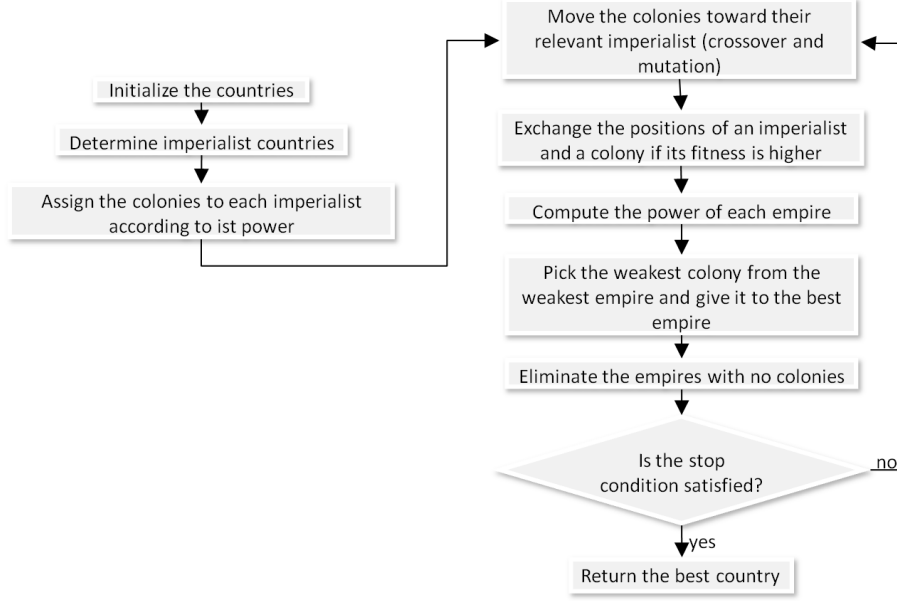 Initialize the countries
Determine imperialist countries
Assign the colonies to each imperialist
according to ist power
Move the colonies toward their
relevant imperialist (crossover and
mutation)
Exchange the positions of an imperialist
and a colony if its fitness is higher
Compute the power of each empire
Pick the weakest colony from the
weakest empire and give it to the best
empire
Eliminate the empires with no colonies
Is the stop
condition satisfied?
no
yes
Return the best country